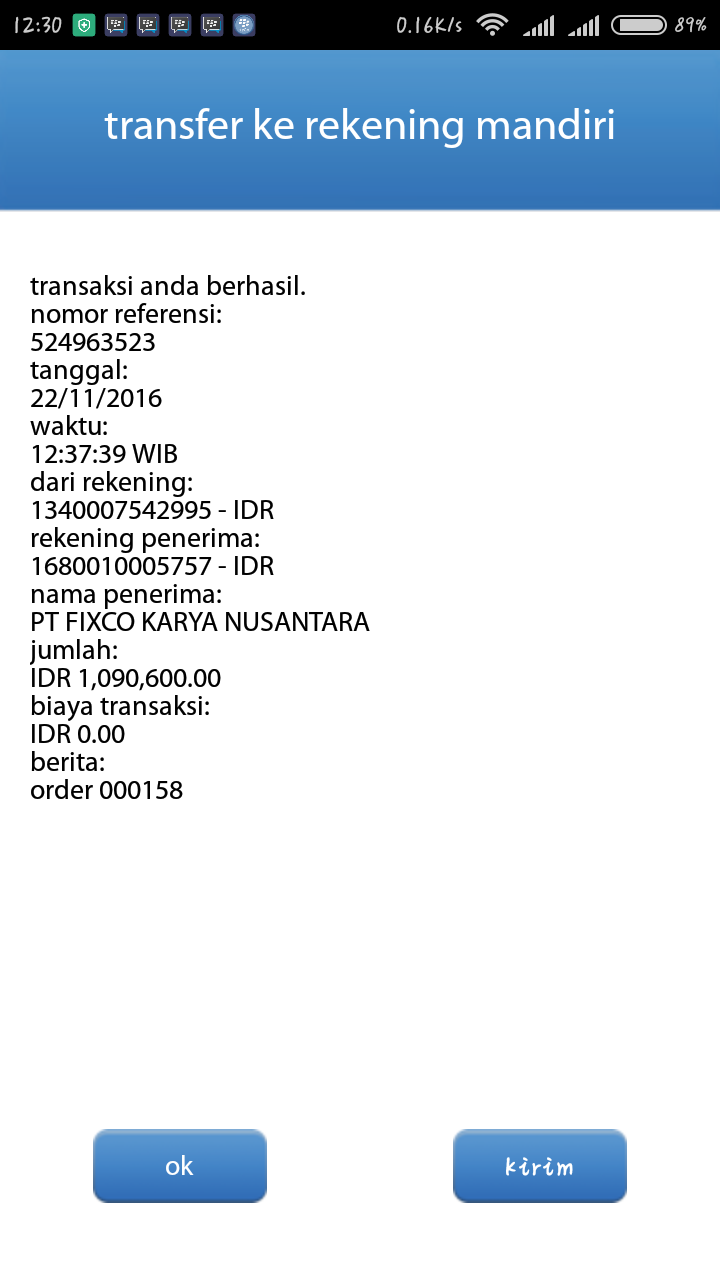 12:30 0.16K/s 89%
transfer ke rekening mandiri
transaksi anda berhasil.
nomor referensi:
524963523
tanggal:
22/11/2016
waktu:
12:37:39 WIB
dari rekening:
1340007542995 - IDR
rekening penerima:
1680010005757 - IDR
nama penerima:
PT FIXCO KARYA NUSANTARA
jumlah:
IDR 1,090,600.00
biaya transaksi:
IDR 0.00
berita:
order 000158
ok kirim